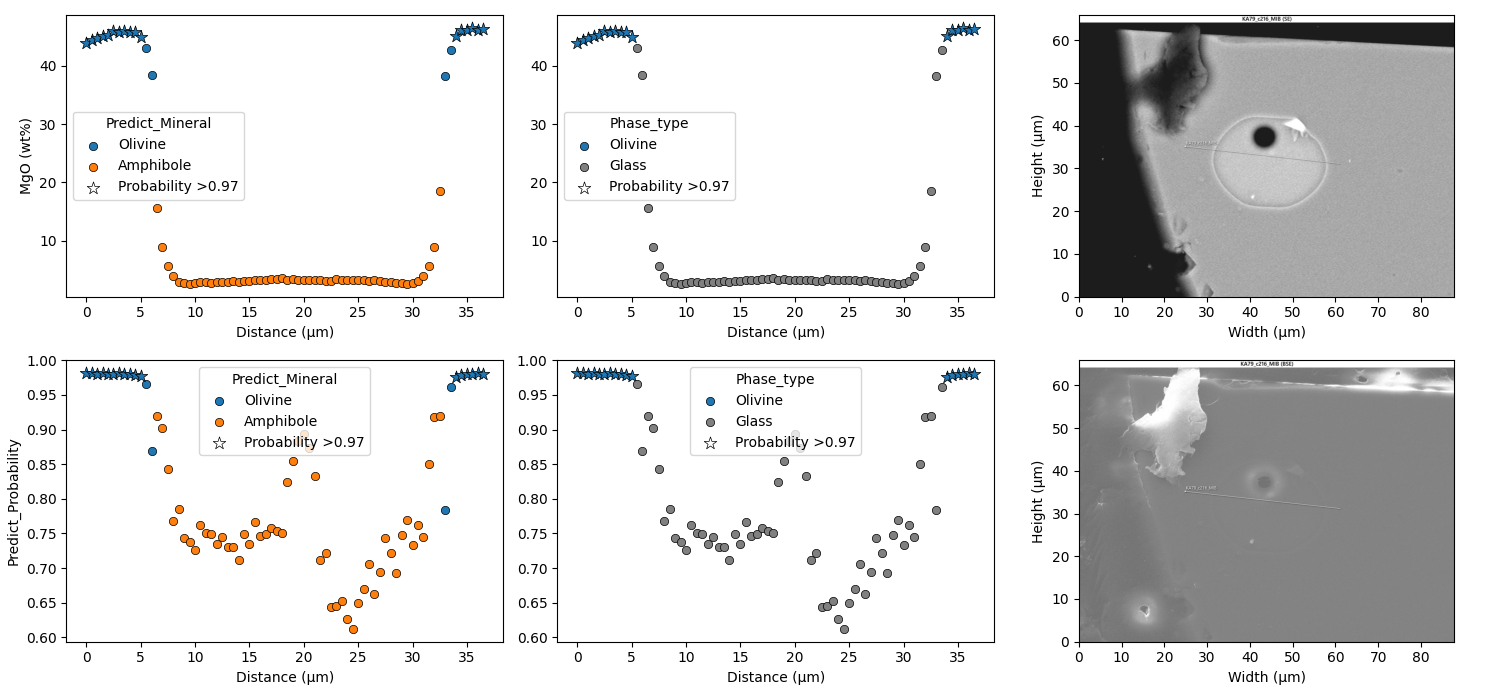 MgO (wt%)
40
30
20
10
Predict_Mineral
Olivine
Amphibole
Probability >0.97
0 5 10 15 20 25 30 35
Distance (µm)
40
30
20
10
Phase_type
Olivine
Glass
Probability >0.97
0 5 10 15 20 25 30 35
Distance (µm)
KA79_c216_MIB (SE)
Height (µm)
60
50
40
30
20
10
0
0 10 20 30 40 50 60 70 80
Width (µm)
Predict_Probability
1.00
0.95
0.90
0.85
0.80
0.75
0.70
0.65
0.60
Predict_Mineral
Olivine
Amphibole
Probability >0.97
0 5 10 15 20 25 30 35
Distance (µm)
1.00
0.95
0.90
0.85
0.80
0.75
0.70
0.65
0.60
Phase_type
Olivine
Glass
Probability >0.97
0 5 10 15 20 25 30 35
Distance (µm)
KA79_c216_MIB (BSE)
Height (µm)
60
50
40
30
20
10
0
KA79_c216_MIB
0 10 20 30 40 50 60 70 80
Width (µm)